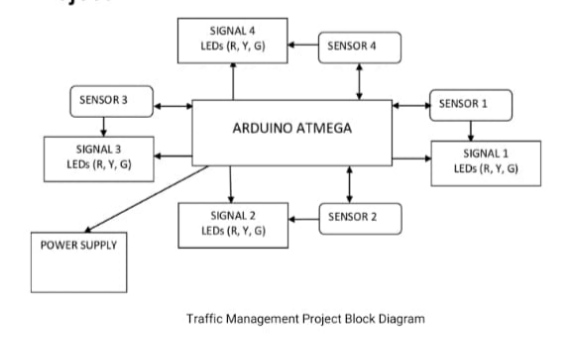 SIGNAL 4
LEDs (R, Y, G)
SENSOR 4
SENSOR 3
SENSOR 1
ARDUINO ATMEGA
SIGNAL 3
LEDs (R, Y, G)
SIGNAL 1
LEDs (R, Y, G)
SIGNAL 2
LEDs (R, Y, G)
SENSOR 2
POWER SUPPLY
Traffic Management Project Block Diagram